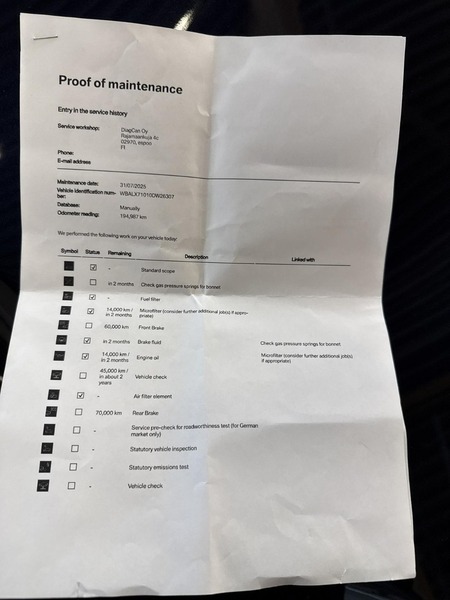 Proof of maintenance
Entry in the service history
Service workshop: DiagCan Oy
Rajamaankuja 4c
02970, espoo
FI
Phone:
E-mail address
Maintenance date: 31/07/2025
Vehicle identification num- WBALX71010DW26307
ber:
Database: Manually
Odometer reading: 194,987 km
We performed the following work on your vehicle today:
Symbol Status Remaining Description Linked with
☑ - Standard scope
☐ in 2 months Check gas pressure springs for bonnet
☑ - Fuel filter
☑ 14,000 km / Microfilter (consider further additional job(s) if appro-
in 2 months priate)
☐ 60,000 km Front Brake
☑ in 2 months Brake fluid Check gas pressure springs for bonnet
☑ 14,000 km / Engine oil Microfilter (consider further additional job(s)
in 2 months if appropriate)
☐ 45,000 km / Vehicle check
in about 2
years
☑ - Air filter element
☐ 70,000 km Rear Brake
☐ - Service pre-check for roadworthiness test (for German
market only)
☐ - Statutory vehicle inspection
☐ - Statutory emissions test
☐ - Vehicle check